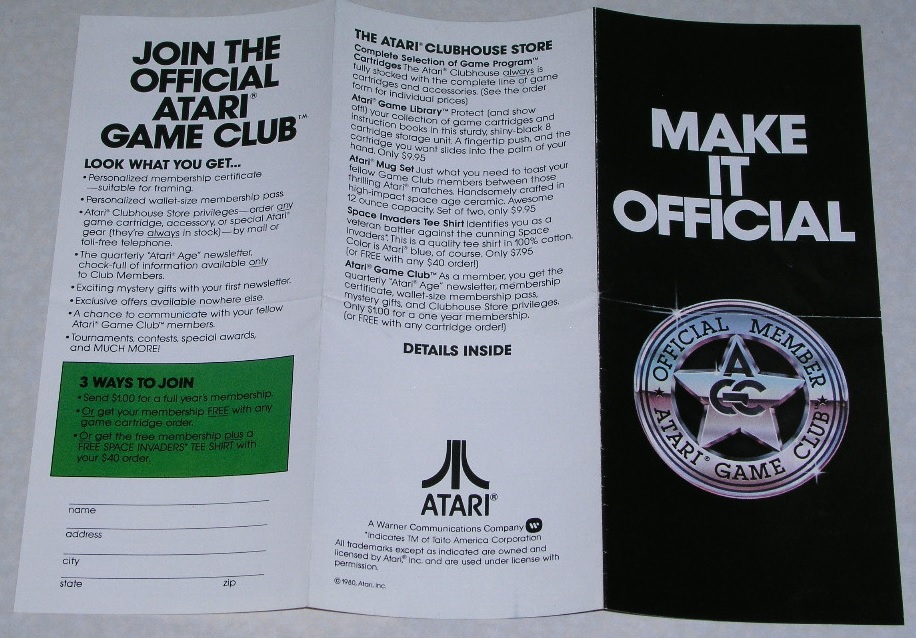 JOIN THE
OFFICIAL
ATARI®
GAME CLUB™
LOOK WHAT YOU GET...
• Personalized membership certificate
—suitable for framing.
• Personalized wallet-size membership pass
• Atari® Clubhouse Store privileges—order any
game cartridge, accessory, or special Atari®
gear (they're always in stock)—by mail or
toll-free telephone.
• The quarterly "Atari® Age" newsletter,
chock-full of information available only
to Club Members.
• Exciting mystery gifts with your first newsletter.
• Exclusive offers available nowhere else.
• A chance to communicate with your fellow
Atari® Game Club™ members.
• Tournaments, contests, special awards,
and MUCH MORE!
3 WAYS TO JOIN
• Send $1.00 for a full year's membership.
• Or get your membership FREE with any
game cartridge order.
• Or get the free membership plus a
FREE SPACE INVADERS* TEE SHIRT with
your $40 order.
name
address
city
state zip
THE ATARI® CLUBHOUSE STORE
Complete Selection of Game Program™
Cartridges The Atari® Clubhouse always is
fully stocked with the complete line of game
cartridges and accessories. (See the order
form for individual prices)
Atari® Game Library™ Protect (and show
off!) your collection of game cartridges and
instruction books in this sturdy, shiny-black 8
cartridge storage unit. A fingertip push, and the
cartridge you want slides into the palm of your
hand. Only $9.95
Atari® Mug Set Just what you need to toast your
fellow Game Club members between those
thrilling Atari® matches. Handsomely crafted in
high-impact space age ceramic. Awesome
12 ounce capacity. Set of two, only $9.95
Space Invaders Tee Shirt Identifies you as a
veteran battler against the cunning Space
Invaders*. This is a quality tee shirt in 100% cotton.
Color is Atari® blue, of course. Only $7.95
(or FREE with any $40 order!)
Atari® Game Club™ As a member, you get the
quarterly "Atari® Age" newsletter, membership
certificate, wallet-size membership pass,
mystery gifts, and Clubhouse Store privileges.
Only $1.00 for a one year membership.
(or FREE with any cartridge order!)
DETAILS INSIDE
ATARI®
A Warner Communications Company
*Indicates TM of Taito America Corporation
All trademarks except as indicated are owned and
licensed by Atari®, Inc. and are used under license with
permission.
© 1980, Atari, Inc.
MAKE
IT
OFFICIAL
OFFICIAL MEMBER
AGC
ATARI® GAME CLUB™